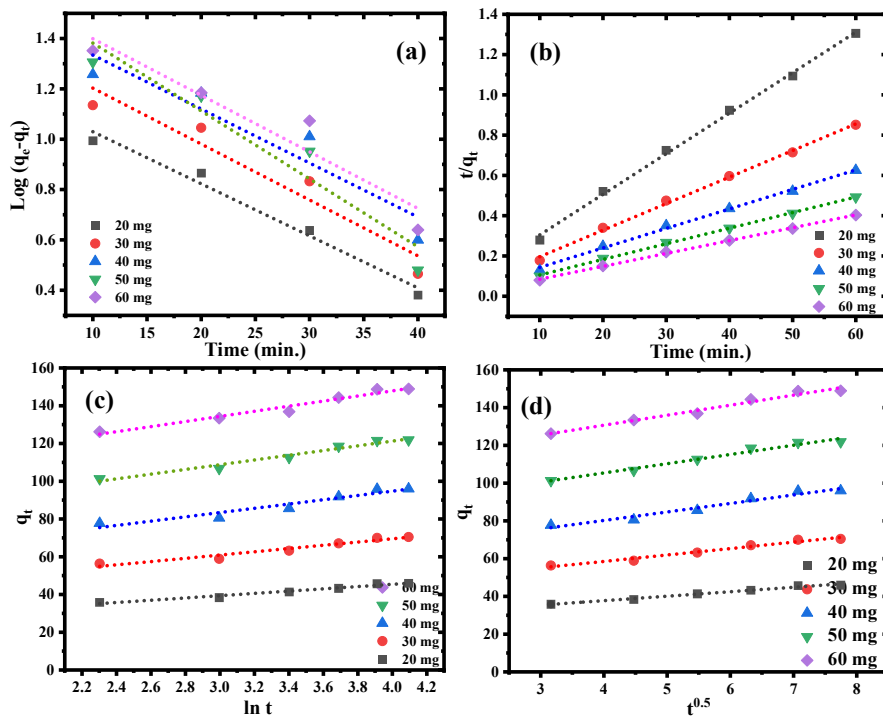 (a)
Log (qe-qt)
1.4
1.2
1.0
0.8
0.6
0.4
20 mg
30 mg
40 mg
50 mg
60 mg
10 15 20 25 30 35 40
Time (min.)
(b)
t/qt
1.4
1.2
1.0
0.8
0.6
0.4
0.2
0.0
20 mg
30 mg
40 mg
50 mg
60 mg
10 20 30 40 50 60
Time (min.)
(c)
qt
160
140
120
100
80
60
40
20
0
60 mg
50 mg
40 mg
30 mg
20 mg
2.2 2.4 2.6 2.8 3.0 3.2 3.4 3.6 3.8 4.0 4.2
ln t
(d)
qt
160
140
120
100
80
60
40
20
0
20 mg
30 mg
40 mg
50 mg
60 mg
3 4 5 6 7 8
t0.5